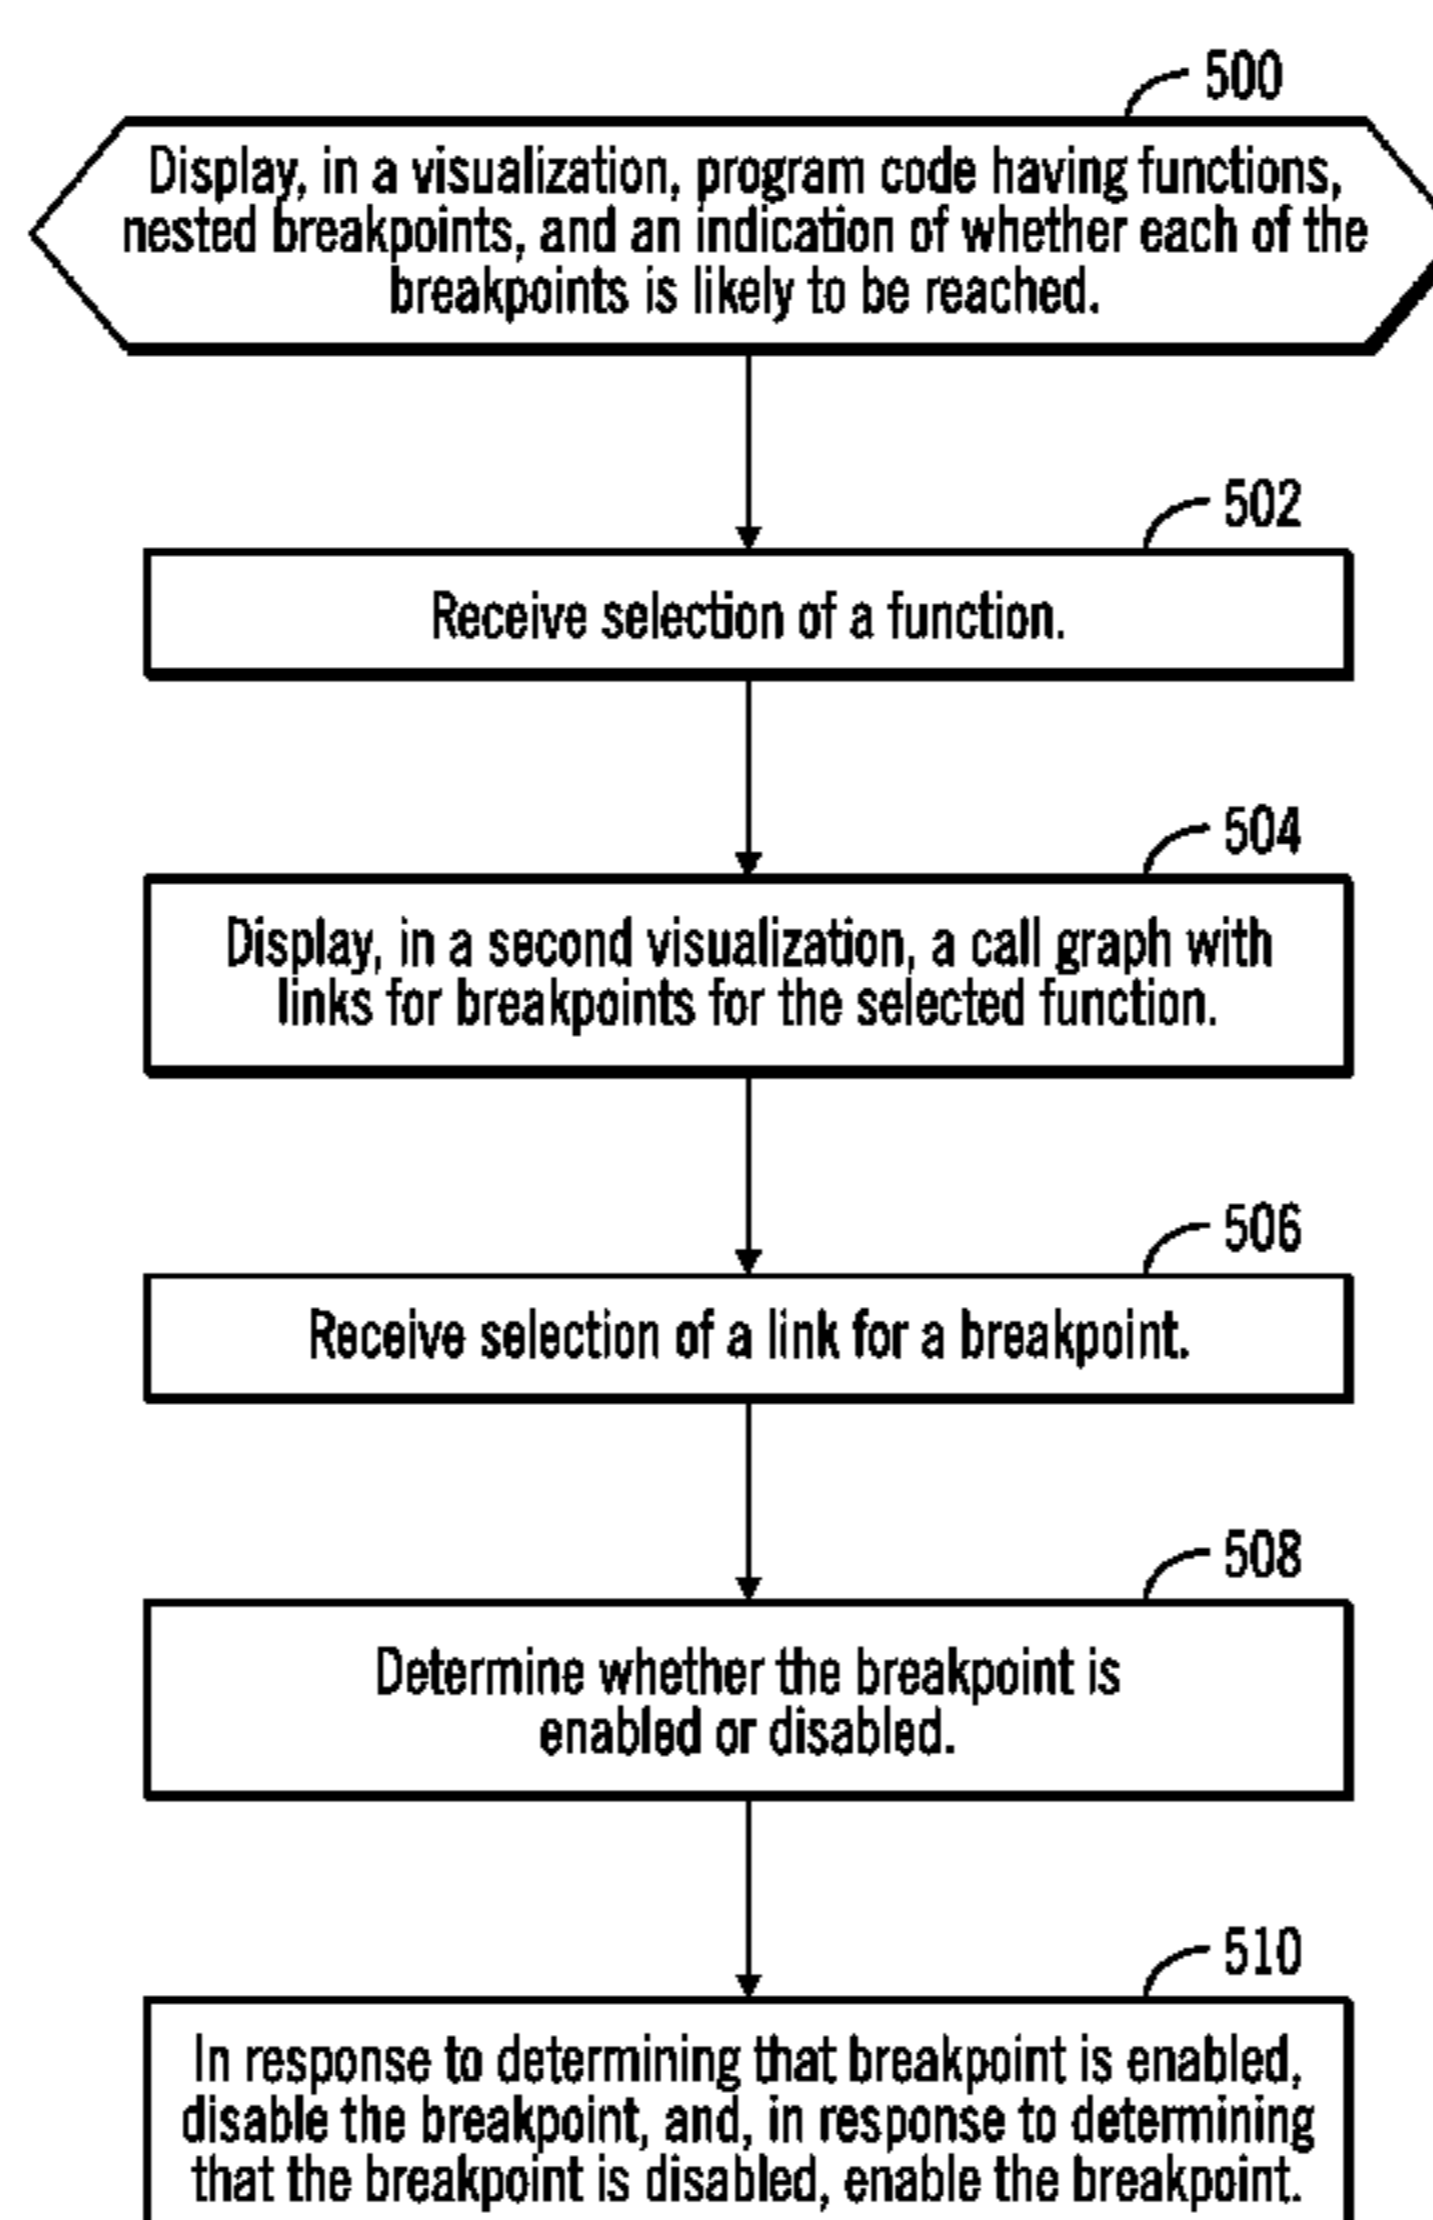 500
Display, in a visualization, program code having functions,
nested breakpoints, and an indication of whether each of the
breakpoints is likely to be reached.
502
Receive selection of a function.
504
Display, in a second visualization, a call graph with
links for breakpoints for the selected function.
506
Receive selection of a link for a breakpoint.
508
Determine whether the breakpoint is
enabled or disabled.
510
In response to determining that breakpoint is enabled,
disable the breakpoint, and, in response to determining
that the breakpoint is disabled, enable the breakpoint.